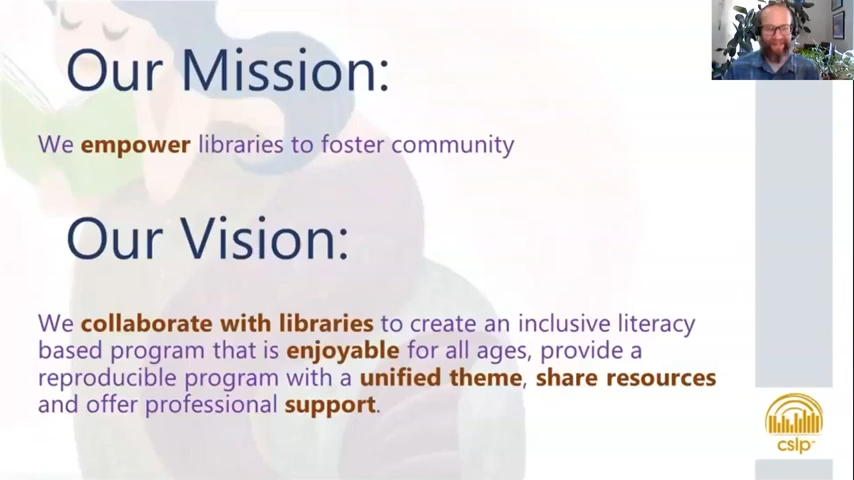 Our Mission:
We empower libraries to foster community
Our Vision:
We collaborate with libraries to create an inclusive literacy
based program that is enjoyable for all ages, provide a
reproducible program with a unified theme, share resources
and offer professional support.
cslp